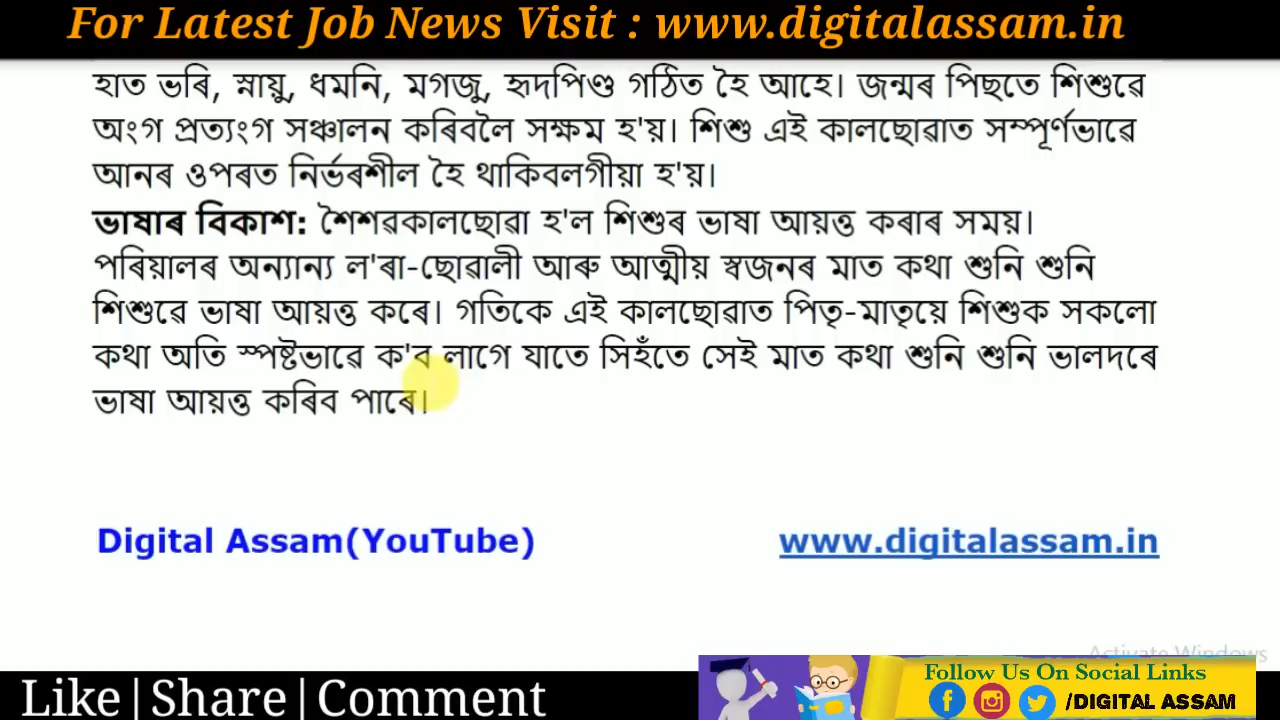 For Latest Job News Visit : www.digitalassam.in
হাত ভৰি, স্নায়ু, ধমনি, মগজু, হৃদপিণ্ড গঠিত হৈ আহে। জন্মৰ পিছতে শিশুৱে
অংগ প্ৰত্যংগ সঞ্চালন কৰিবলৈ সক্ষম হ'য়। শিশু এই কালছোৱাত সম্পূৰ্ণভাৱে
আনৰ ওপৰত নিৰ্ভৰশীল হৈ থাকিবলগীয়া হ'য়।
ভাষাৰ বিকাশ: শৈশৱকালছোৱা হ'ল শিশুৰ ভাষা আয়ত্ত কৰাৰ সময়।
পৰিয়ালৰ অন্যান্য ল'ৰা-ছোৱালী আৰু আত্মীয় স্বজনৰ মাত কথা শুনি শুনি
শিশুৱে ভাষা আয়ত্ত কৰে। গতিকে এই কালছোৱাত পিতৃ-মাতৃয়ে শিশুক সকলো
কথা অতি স্পষ্টভাৱে ক'ব লাগে যাতে সিহঁতে সেই মাত কথা শুনি শুনি ভালদৰে
ভাষা আয়ত্ত কৰিব পাৰে।
Digital Assam(YouTube) www.digitalassam.in
Activate Windows
Like|Share|Comment
Follow Us On Social Links
/DIGITAL ASSAM